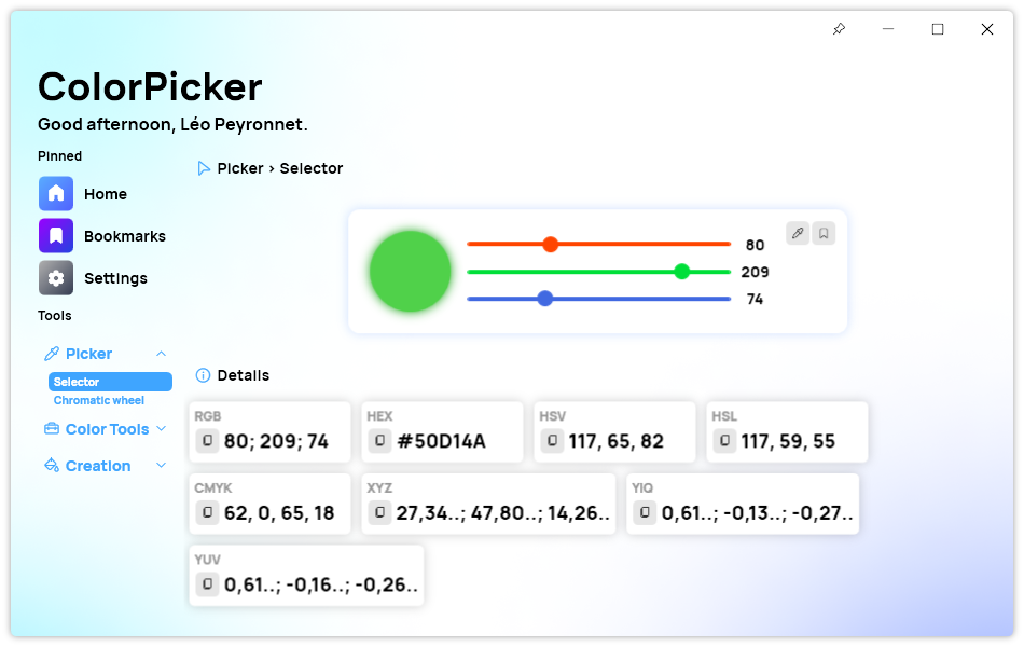 ColorPicker
Good afternoon, Léo Peyronnet.
Pinned
Home
Bookmarks
Settings
Tools
Picker
Selector
Chromatic wheel
Color Tools
Creation
Picker › Selector
80
209
74
Details
RGB
80; 209; 74
HEX
#50D14A
HSV
117, 65, 82
HSL
117, 59, 55
CMYK
62, 0, 65, 18
XYZ
27,34..; 47,80..; 14,26..
YIQ
0,61..; -0,13..; -0,27..
YUV
0,61..; -0,16..; -0,26..